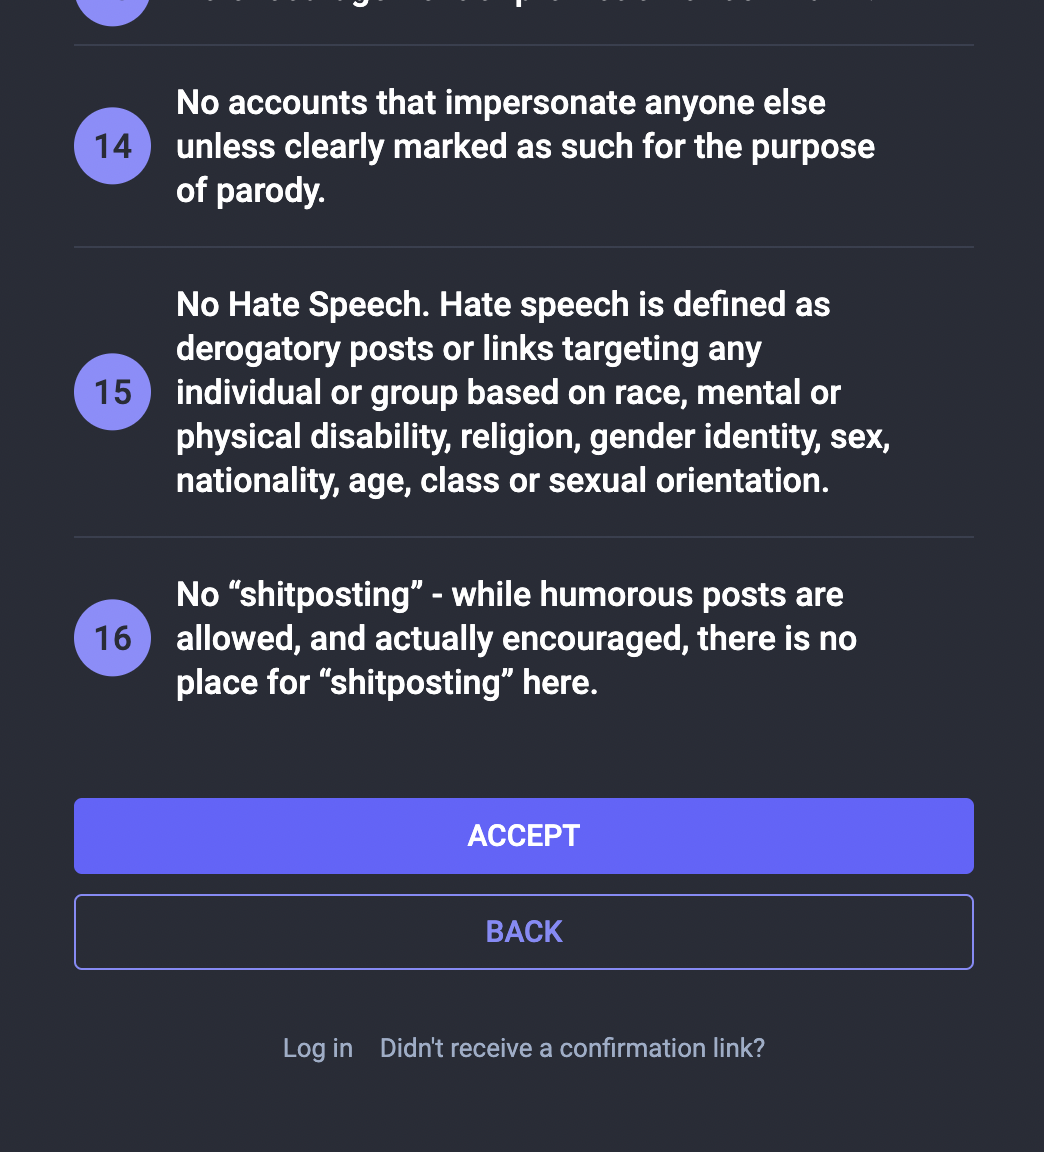 14
No accounts that impersonate anyone else
unless clearly marked as such for the purpose
of parody.
15
No Hate Speech. Hate speech is defined as
derogatory posts or links targeting any
individual or group based on race, mental or
physical disability, religion, gender identity, sex,
nationality, age, class or sexual orientation.
16
No “shitposting” - while humorous posts are
allowed, and actually encouraged, there is no
place for “shitposting” here.
ACCEPT
BACK
Log in Didn't receive a confirmation link?